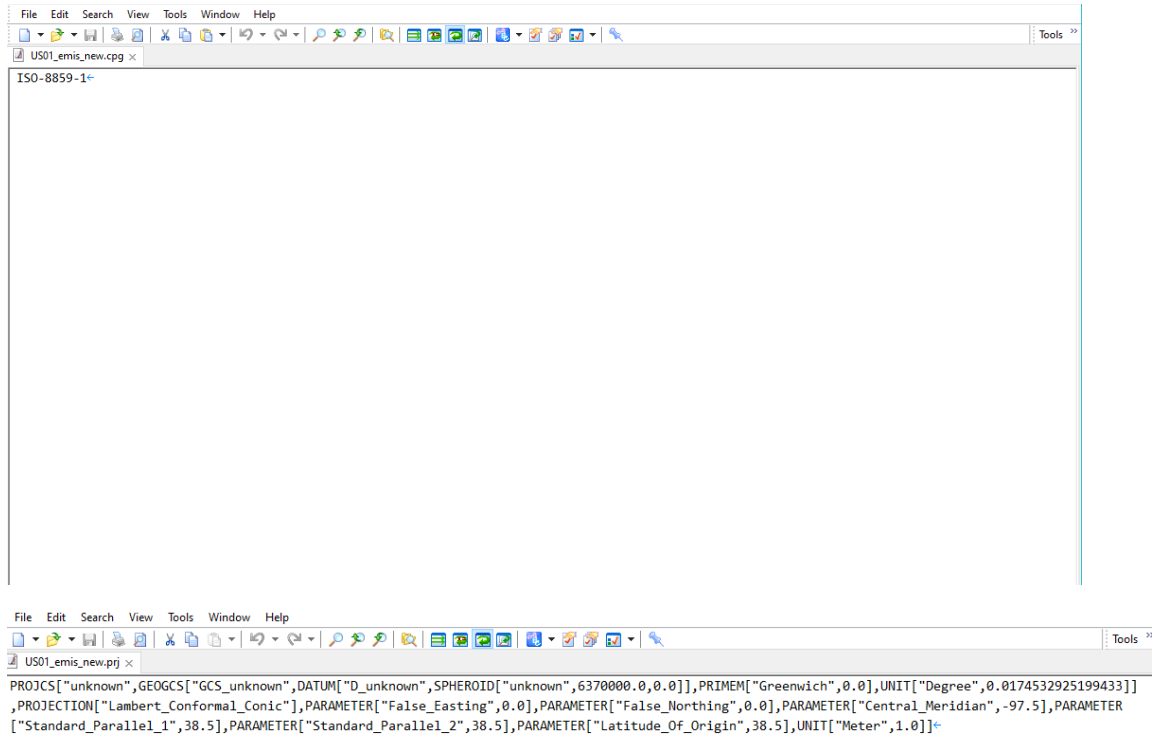 File Edit Search View Tools Window Help
Tools
US01_emis_new.cpg
ISO-8859-1
File Edit Search View Tools Window Help
Tools
US01_emis_new.prj
PROJCS["unknown",GEOGCS["GCS_unknown",DATUM["D_unknown",SPHEROID["unknown",6370000.0,0.0]],PRIMEM["Greenwich",0.0],UNIT["Degree",0.0174532925199433]]
,PROJECTION["Lambert_Conformal_Conic"],PARAMETER["False_Easting",0.0],PARAMETER["False_Northing",0.0],PARAMETER["Central_Meridian",-97.5],PARAMETER
["Standard_Parallel_1",38.5],PARAMETER["Standard_Parallel_2",38.5],PARAMETER["Latitude_Of_Origin",38.5],UNIT["Meter",1.0]]